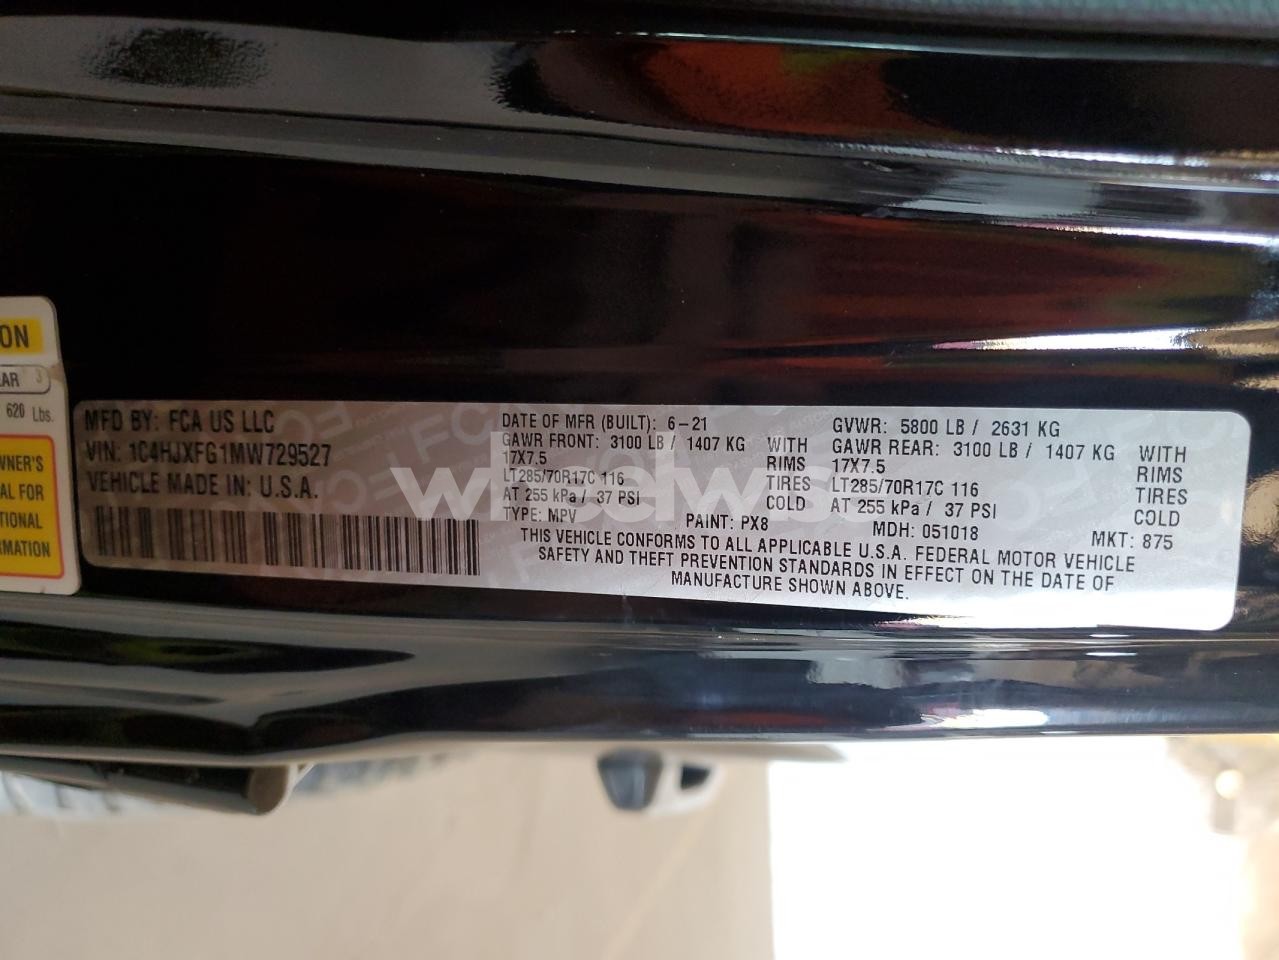 ON
AR 3
620 Lbs.
WNER'S
AL FOR
TIONAL
RMATION
MFD BY: FCA US LLC
VIN: 1C4HJXFG1MW729527
VEHICLE MADE IN: U.S.A.
DATE OF MFR (BUILT): 6-21
GAWR FRONT: 3100 LB / 1407 KG WITH
17X7.5 RIMS
LT285/70R17C 116 TIRES
AT 255 kPa / 37 PSI COLD
TYPE: MPV PAINT: PX8
GVWR: 5800 LB / 2631 KG
GAWR REAR: 3100 LB / 1407 KG WITH
17X7.5 RIMS
LT285/70R17C 116 TIRES
AT 255 kPa / 37 PSI COLD
MDH: 051018 MKT: 875
THIS VEHICLE CONFORMS TO ALL APPLICABLE U.S.A. FEDERAL MOTOR VEHICLE
SAFETY AND THEFT PREVENTION STANDARDS IN EFFECT ON THE DATE OF
MANUFACTURE SHOWN ABOVE.
wheelwise